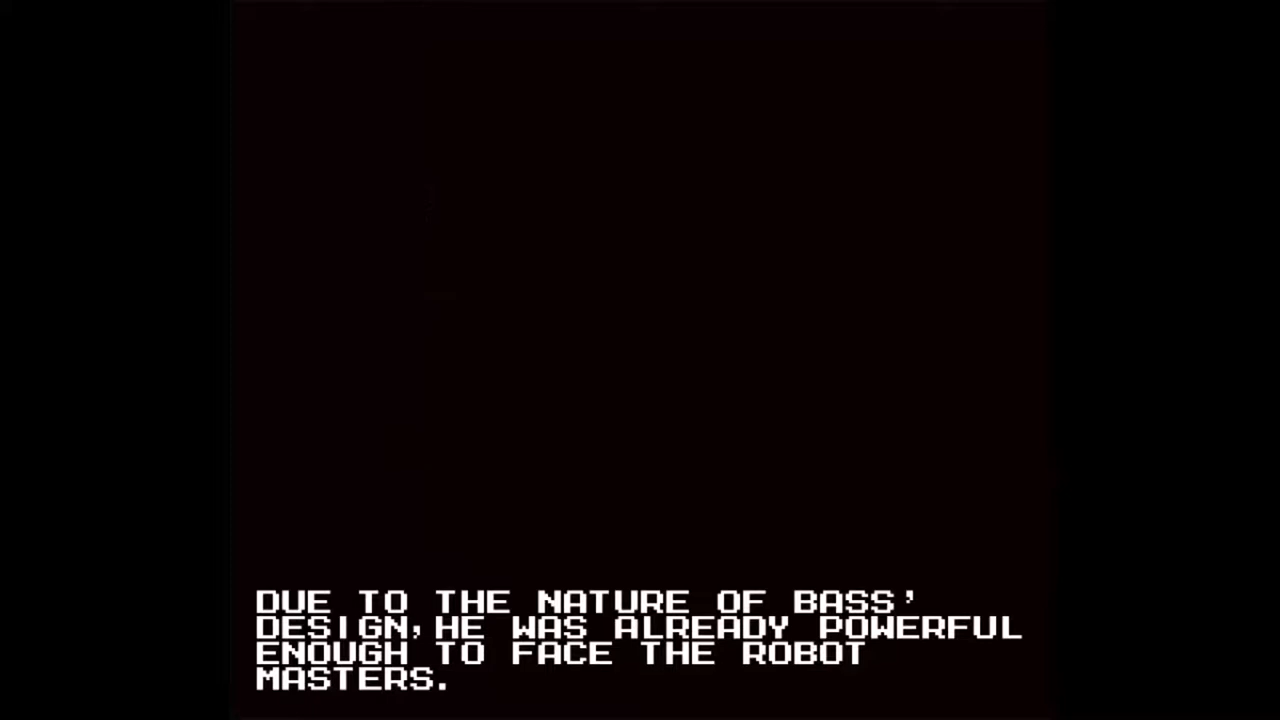 DUE TO THE NATURE OF BASS'
DESIGN,HE WAS ALREADY POWERFUL
ENOUGH TO FACE THE ROBOT
MASTERS.